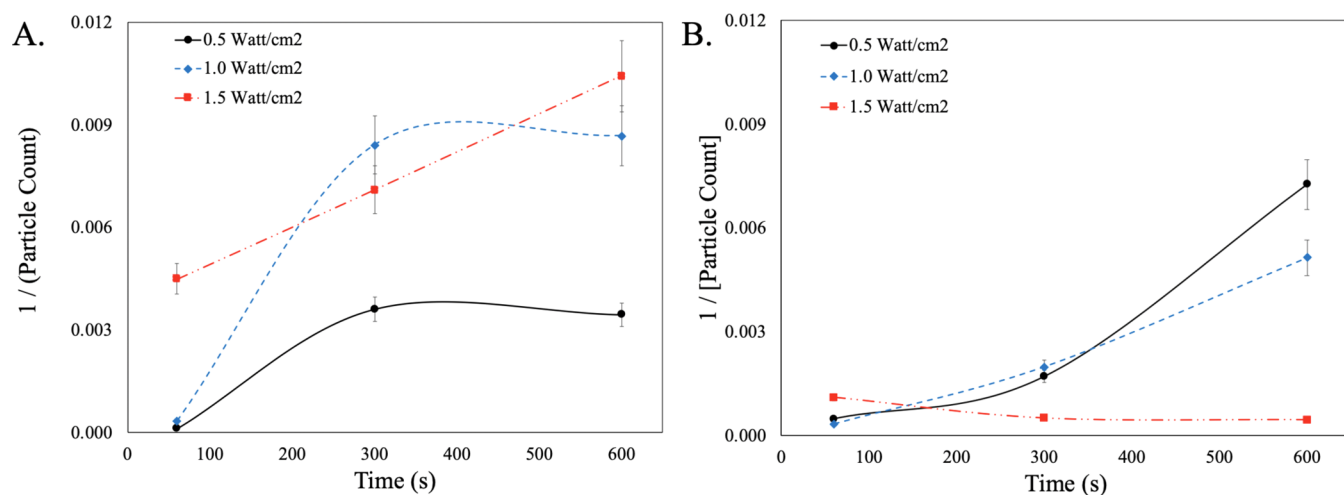 A.
0.5 Watt/cm2
1.0 Watt/cm2
1.5 Watt/cm2
1 / (Particle Count)
0.012
0.009
0.006
0.003
0.000
0 100 200 300 400 500 600
Time (s)
B.
0.5 Watt/cm2
1.0 Watt/cm2
1.5 Watt/cm2
1 / [Particle Count]
0.012
0.009
0.006
0.003
0.000
0 100 200 300 400 500 600
Time (s)